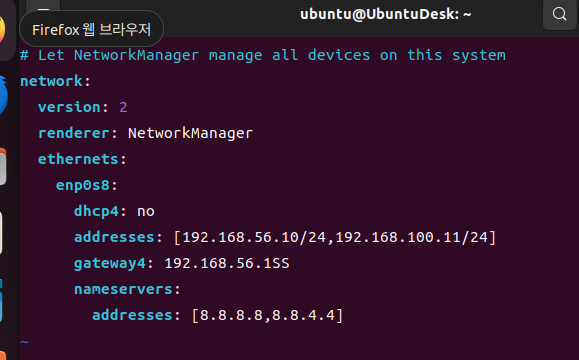 ubuntu@UbuntuDesk: ~
Firefox 웹 브라우저
# Let NetworkManager manage all devices on this system
network:
  version: 2
  renderer: NetworkManager
  ethernets:
    enp0s8:
      dhcp4: no
      addresses: [192.168.56.10/24,192.168.100.11/24]
      gateway4: 192.168.56.1SS
      nameservers:
        addresses: [8.8.8.8,8.8.4.4]
~